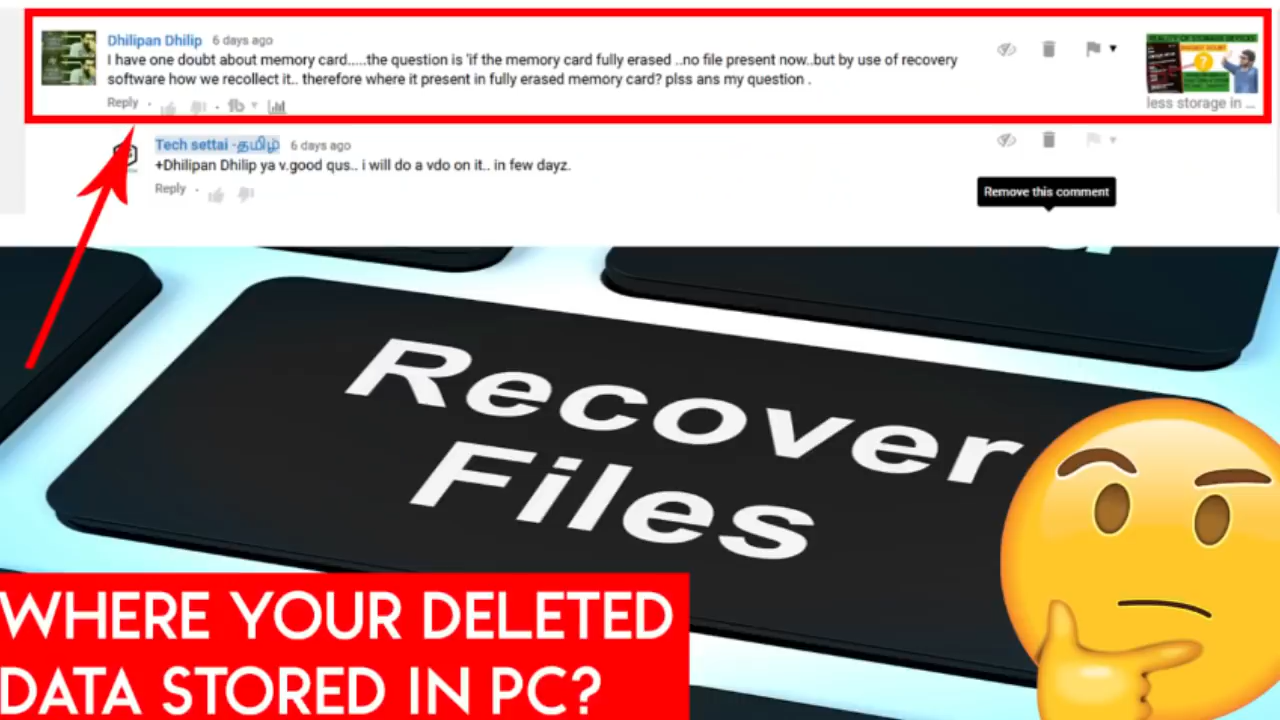 Dhilipan Dhilip 6 days ago
I have one doubt about memory card.....the question is 'if the memory card fully erased ..no file present now..but by use of recovery
software how we recollect it.. therefore where it present in fully erased memory card? plss ans my question .
Reply
less storage in ...
Tech settai -தமிழ் 6 days ago
+Dhilipan Dhilip ya v.good qus.. i will do a vdo on it.. in few dayz.
Reply
Remove this comment
Recover
Files
WHERE YOUR DELETED
DATA STORED IN PC?